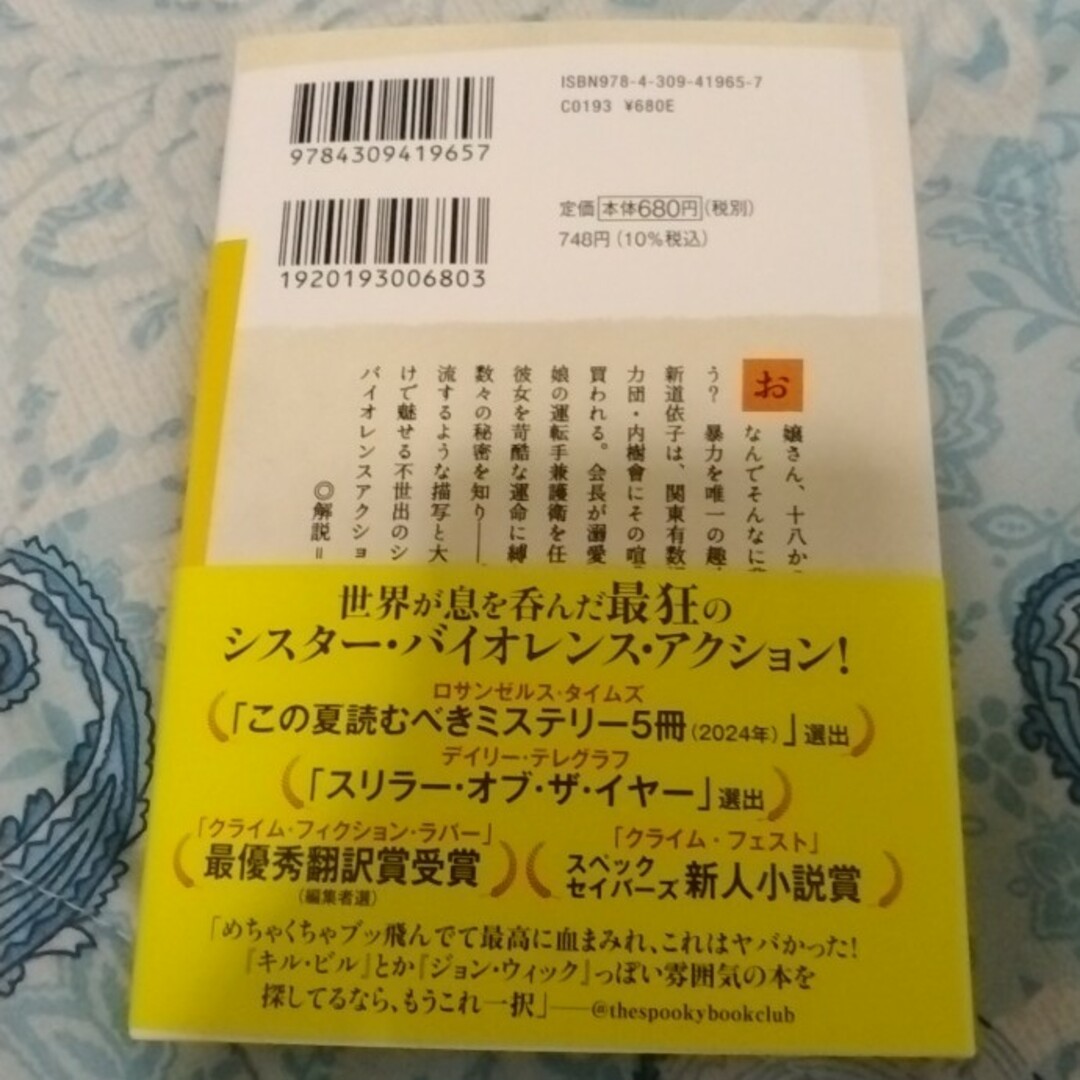 ISBN978-4-309-41965-7
C0193 ¥680E
9784309419657
定価 本体680円(税別)
748円(10%税込)
1920193006803
お
嬢さん、十八か
なんでそんなに
う? 暴力を唯一の趣
新道依子は、関東有数
力団・内樹會にその喧
買われる。会長が溺愛
娘の運転手兼護衛を任
彼女を苛酷な運命に縛
数々の秘密を知り──
流するような描写と大
けで魅せる不世出のシ
バイオレンスアクショ
◎解説=
世界が息を呑んだ最狂の
シスター・バイオレンス・アクション!
ロサンゼルス・タイムズ
「この夏読むべきミステリー5冊(2024年)」選出
デイリー・テレグラフ
「スリラー・オブ・ザ・イヤー」選出
「クライム・フィクション・ラバー」
最優秀翻訳賞受賞
(編集者選)
「クライム・フェスト」
スペック
セイバーズ 新人小説賞
「めちゃくちゃブッ飛んでて最高に血まみれ、これはヤバかった!
『キル・ビル』とか『ジョン・ウィック』っぽい雰囲気の本を
探してるなら、もうこれ一択」──@thespookybookclub